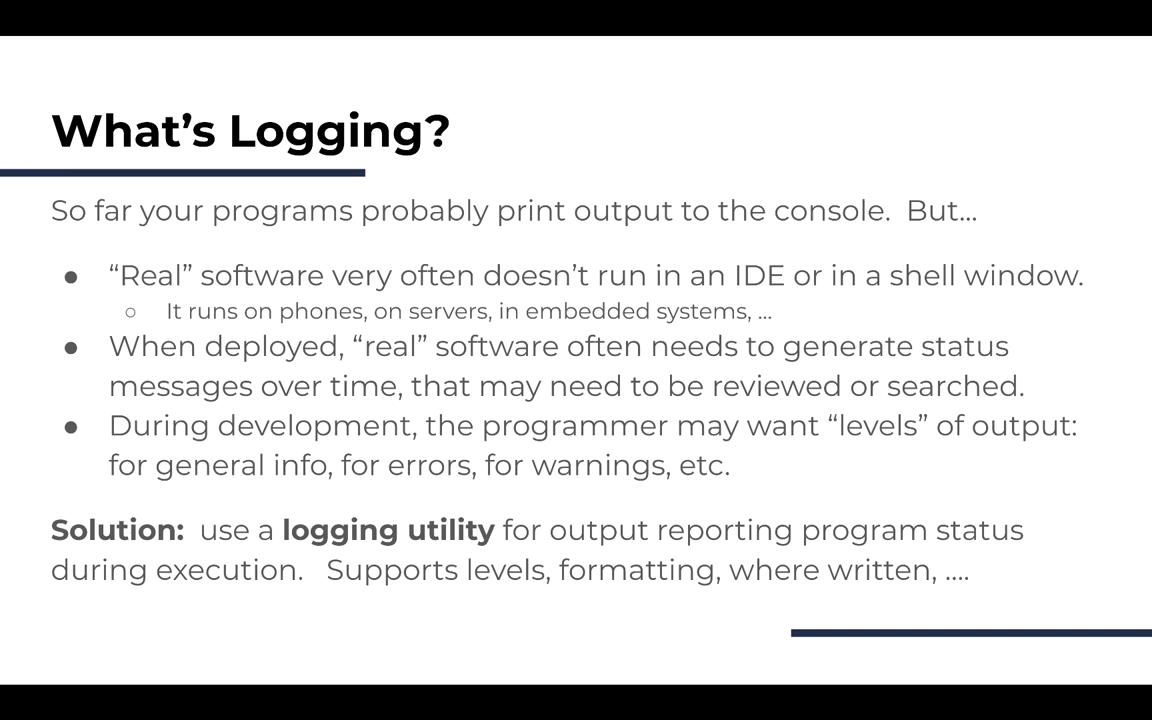 What’s Logging?
So far your programs probably print output to the console.  But...
● “Real” software very often doesn’t run in an IDE or in a shell window.
○ It runs on phones, on servers, in embedded systems, ...
● When deployed, “real” software often needs to generate status
messages over time, that may need to be reviewed or searched.
● During development, the programmer may want “levels” of output:
for general info, for errors, for warnings, etc.
Solution:  use a logging utility for output reporting program status
during execution.   Supports levels, formatting, where written, ....